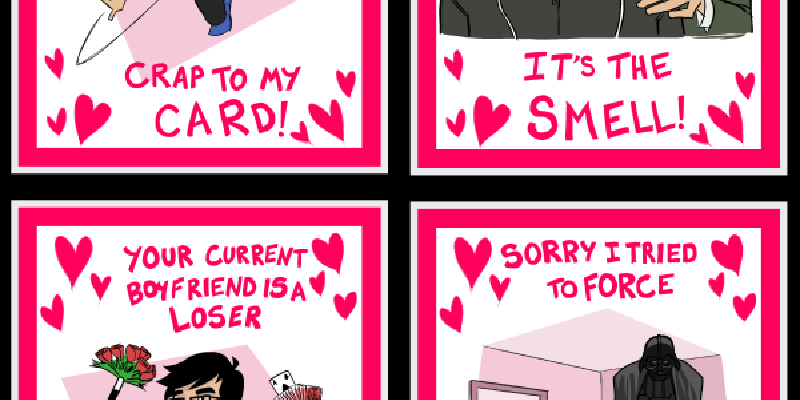 CRAP TO MY
CARD!
IT'S THE
SMELL!
YOUR CURRENT
BOYFRIEND IS A
LOSER
SORRY I TRIED
TO FORCE